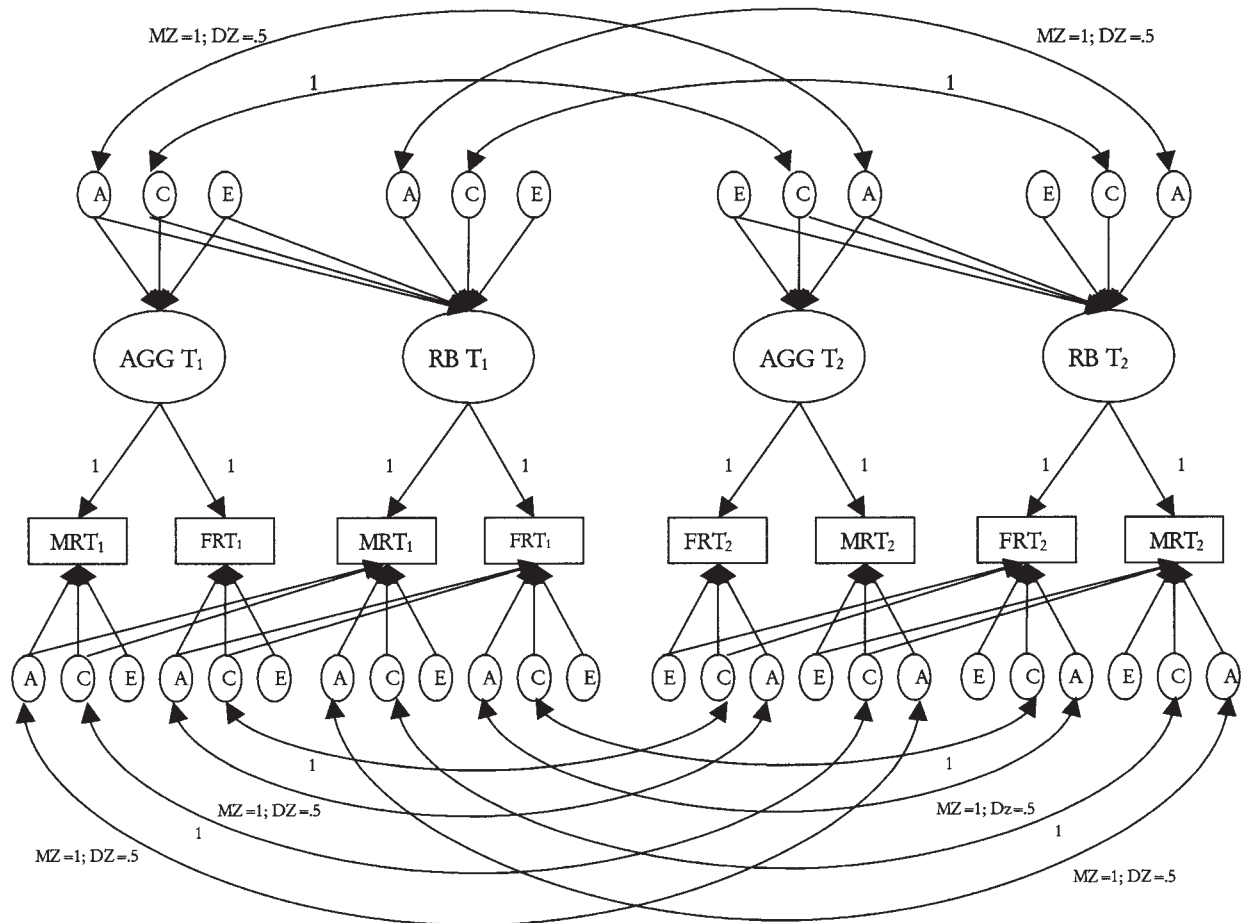 MZ=1; DZ=.5 MZ=1; DZ=.5
1 1
A C E A C E E C A E C A
AGG T1 RB T1 AGG T2 RB T2
1 1 1 1 1 1 1 1
MRT1 FRT1 MRT1 FRT1 FRT2 MRT2 FRT2 MRT2
A C E A C E A C E A C E E C A E C A E C A E C A
1 1
MZ=1; DZ=.5 MZ=1; Dz=.5
1 1
MZ=1; DZ=.5 MZ=1; DZ=.5